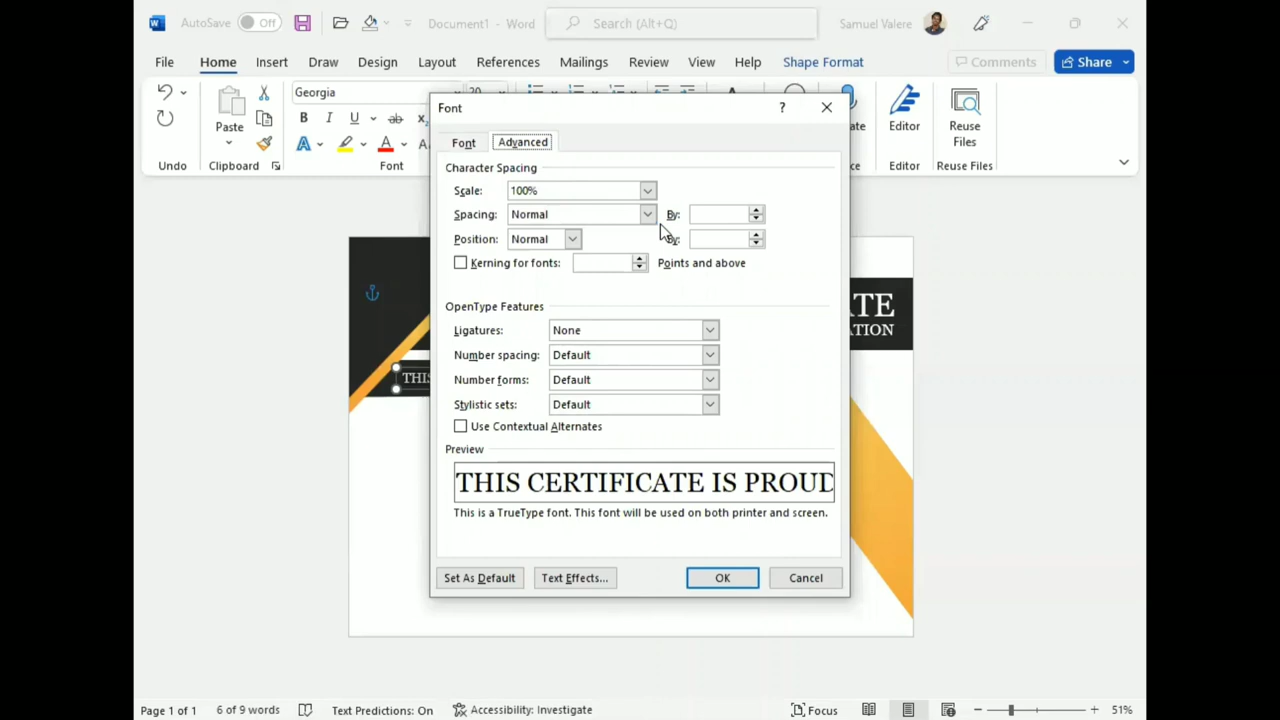 AutoSave Off Document1 - Word Search (Alt+Q) Samuel Valere
File Home Insert Draw Design Layout References Mailings Review View Help Shape Format Comments Share
Georgia 20
Paste
B I U ab
Editor
Reuse
Files
Undo Clipboard Font Editor Reuse Files
Font
Font Advanced
Character Spacing
Scale: 100%
Spacing: Normal By:
Position: Normal By:
Kerning for fonts: Points and above
OpenType Features
Ligatures: None
Number spacing: Default
Number forms: Default
Stylistic sets: Default
Use Contextual Alternates
Preview
THIS CERTIFICATE IS PROUD
This is a TrueType font. This font will be used on both printer and screen.
Set As Default Text Effects... OK Cancel
THIS
Page 1 of 1 6 of 9 words Text Predictions: On Accessibility: Investigate Focus 51%